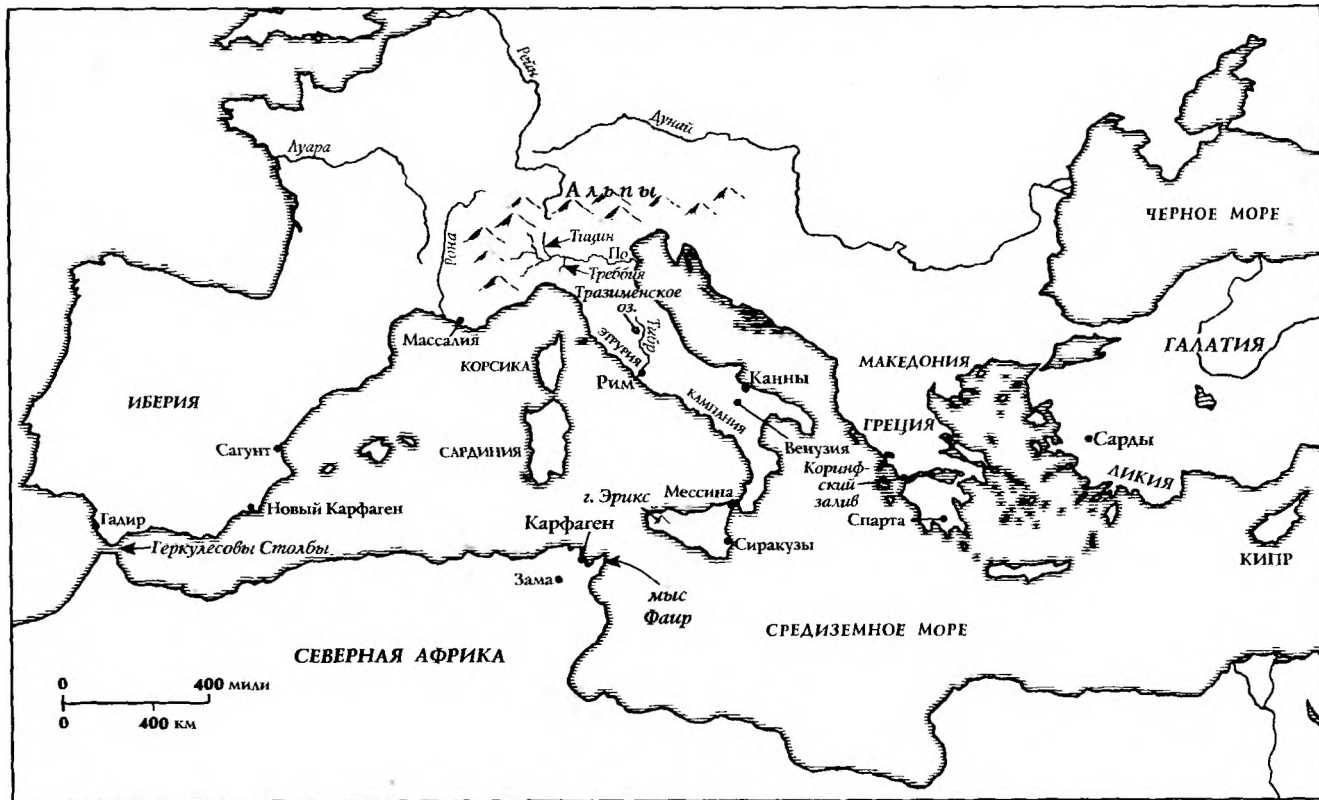 Рейн
Дунай
Луара
Альпы
ЧЕРНОЕ МОРЕ
Рона
Тицин
По
Треббия
Тразименское
оз.
Тибр
Массалия
ЭТРУРИЯ
МАКЕДОНИЯ
ГАЛАТИЯ
КОРСИКА
Рим
Канны
ИБЕРИЯ
КАМПАНИЯ
ГРЕЦИЯ
Сарды
Сагунт
САРДИНИЯ
Венузия
Коринф-
ский
залив
ЛИКИЯ
г. Эрикс
Мессина
Новый Карфаген
Гадир
Карфаген
Спарта
Геркулесовы Столбы
Сиракузы
КИПР
Зама
мыс
Фаир
СРЕДИЗЕМНОЕ МОРЕ
СЕВЕРНАЯ АФРИКА
0 400 мили
0 400 км